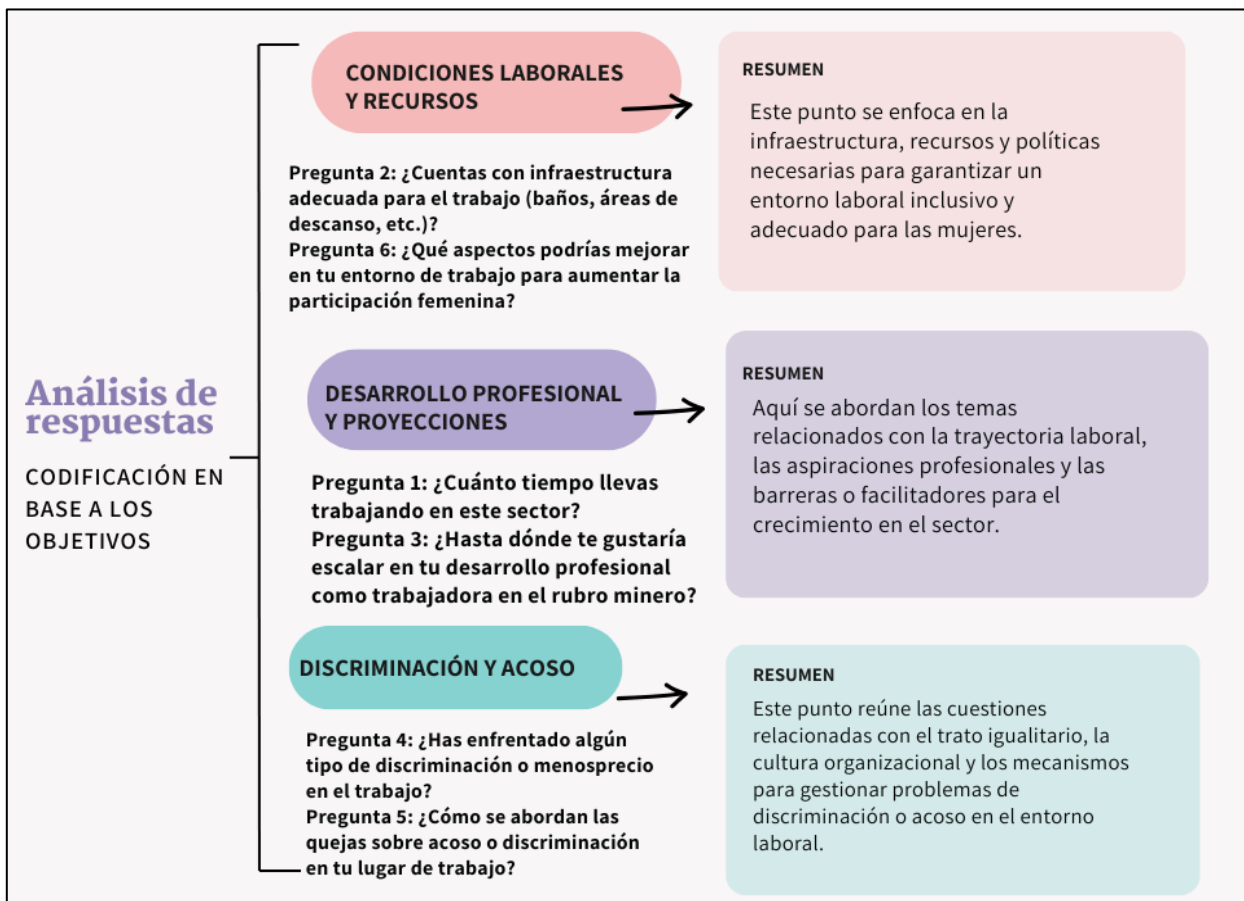 Análisis de
respuestas
CODIFICACIÓN EN
BASE A LOS
OBJETIVOS
CONDICIONES LABORALES
Y RECURSOS
Pregunta 2: ¿Cuentas con infraestructura
adecuada para el trabajo (baños, áreas de
descanso, etc.)?
Pregunta 6: ¿Qué aspectos podrías mejorar
en tu entorno de trabajo para aumentar la
participación femenina?
RESUMEN
Este punto se enfoca en la
infraestructura, recursos y políticas
necesarias para garantizar un
entorno laboral inclusivo y
adecuado para las mujeres.
DESARROLLO PROFESIONAL
Y PROYECCIONES
Pregunta 1: ¿Cuánto tiempo llevas
trabajando en este sector?
Pregunta 3: ¿Hasta dónde te gustaría
escalar en tu desarrollo profesional
como trabajadora en el rubro minero?
RESUMEN
Aquí se abordan los temas
relacionados con la trayectoria laboral,
las aspiraciones profesionales y las
barreras o facilitadores para el
crecimiento en el sector.
DISCRIMINACIÓN Y ACOSO
Pregunta 4: ¿Has enfrentado algún
tipo de discriminación o menosprecio
en el trabajo?
Pregunta 5: ¿Cómo se abordan las
quejas sobre acoso o discriminación
en tu lugar de trabajo?
RESUMEN
Este punto reúne las cuestiones
relacionadas con el trato igualitario, la
cultura organizacional y los mecanismos
para gestionar problemas de
discriminación o acoso en el entorno
laboral.